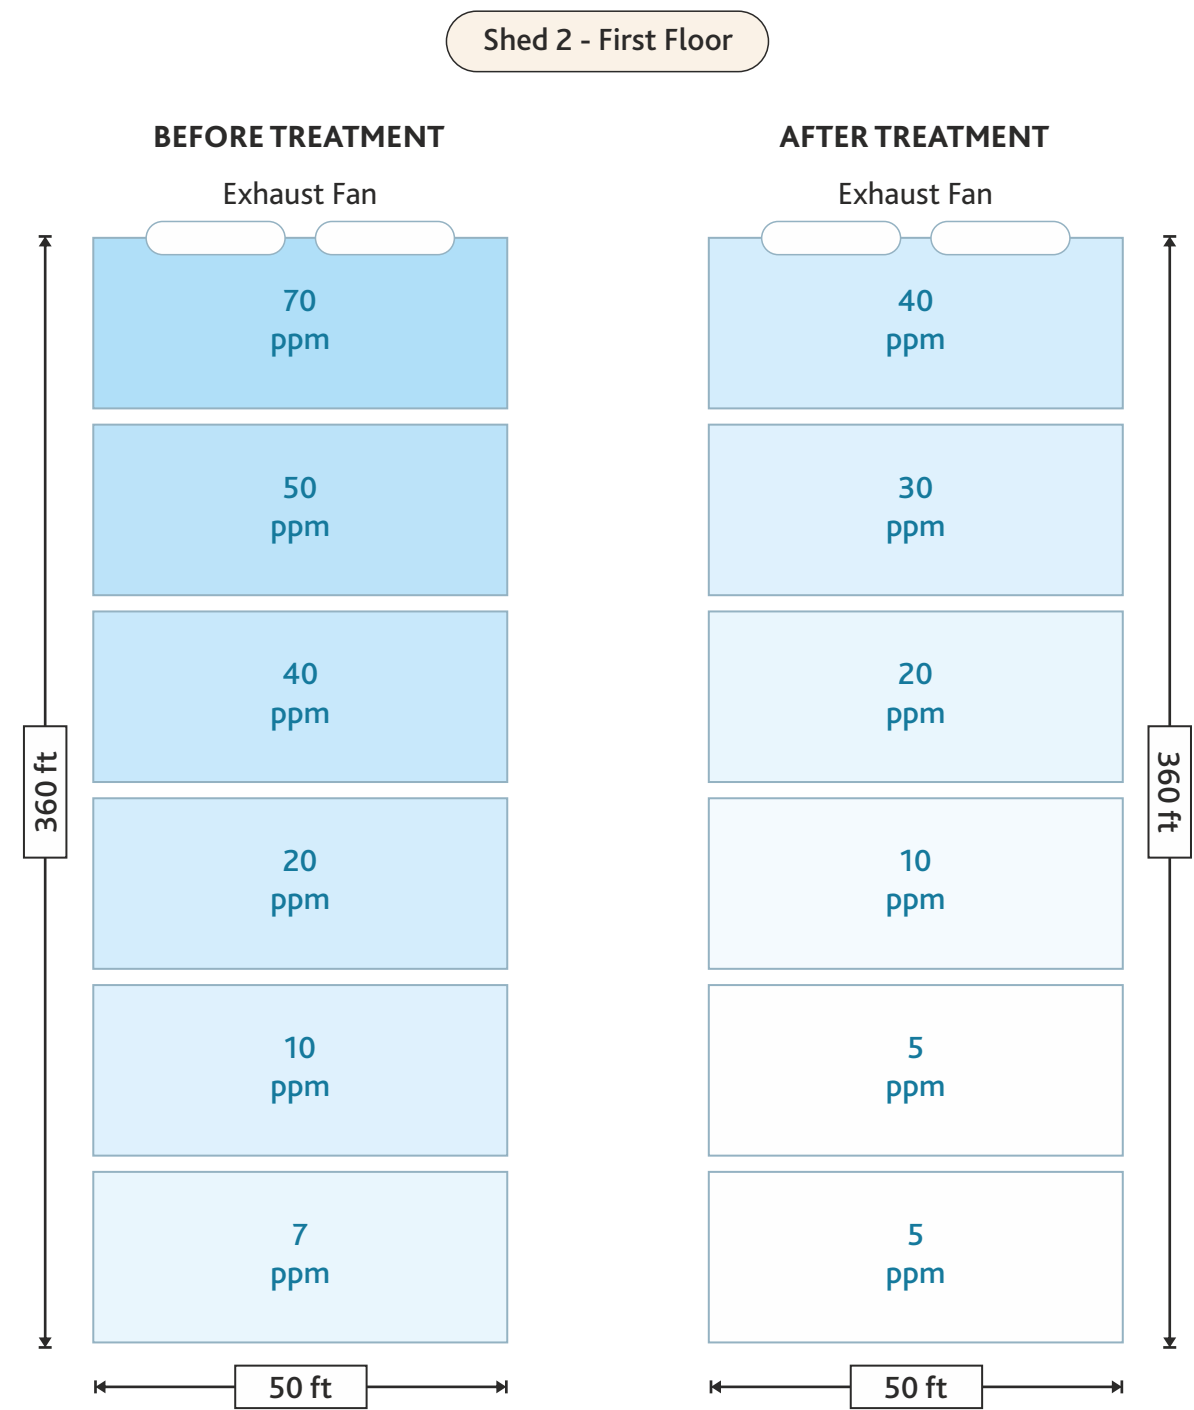 Shed 2 - First Floor
BEFORE TREATMENT
Exhaust Fan
70
ppm
50
ppm
40
ppm
20
ppm
10
ppm
7
ppm
360 ft
50 ft
AFTER TREATMENT
Exhaust Fan
40
ppm
30
ppm
20
ppm
10
ppm
5
ppm
5
ppm
360 ft
50 ft